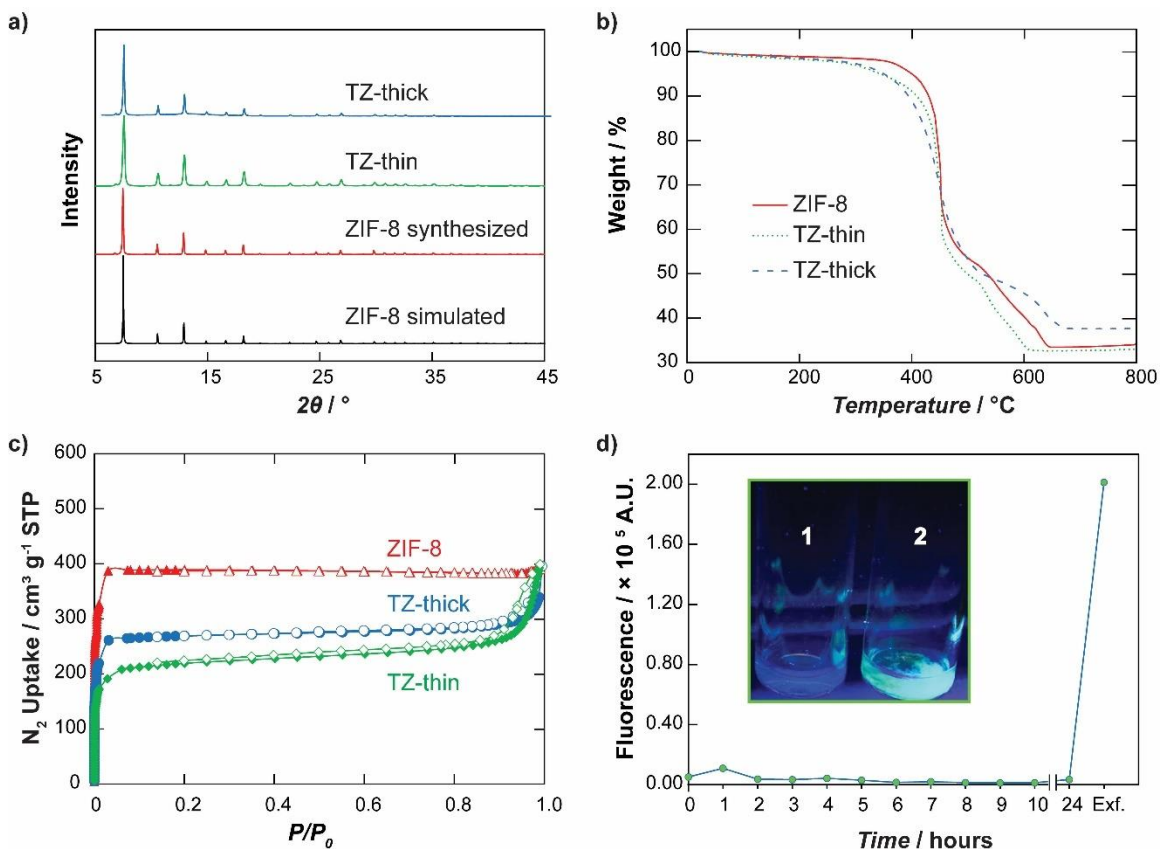 a)
Intensity
TZ-thick
TZ-thin
ZIF-8 synthesized
ZIF-8 simulated
5 15 25 35 45
2θ / °
b)
Weight / %
100
90
80
70
60
50
40
30
ZIF-8
TZ-thin
TZ-thick
0 200 400 600 800
Temperature / °C
c)
N₂ Uptake / cm³ g⁻¹ STP
600
500
400
300
200
100
0
ZIF-8
TZ-thick
TZ-thin
0 0.2 0.4 0.6 0.8 1.0
P/P₀
d)
Fluorescence / × 10⁵ A.U.
2.00
1.60
1.20
0.80
0.40
0.00
1 2
0 1 2 3 4 5 6 7 8 9 10 24 Exf.
Time / hours